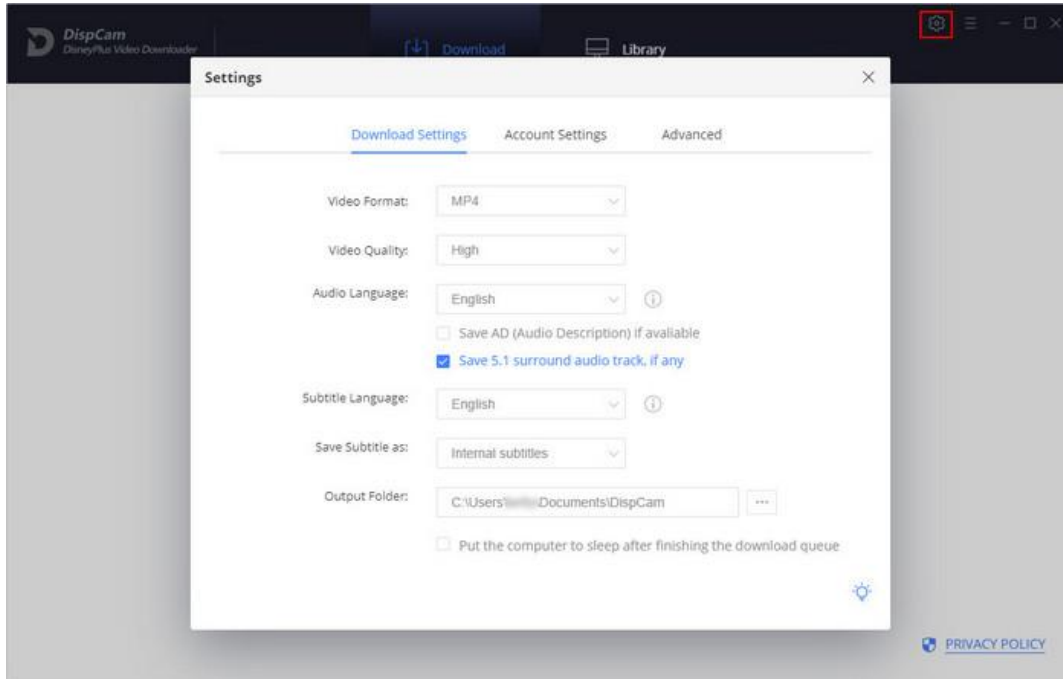 DispCam
DisneyPlus Video Downloader
Download
Library
Settings
Download Settings Account Settings Advanced
Video Format: MP4
Video Quality: High
Audio Language: English
Save AD (Audio Description) if avaliable
Save 5.1 surround audio track, if any
Subtitle Language: English
Save Subtitle as: Internal subtitles
Output Folder: C:\Users\ \Documents\DispCam ...
Put the computer to sleep after finishing the download queue
PRIVACY POLICY